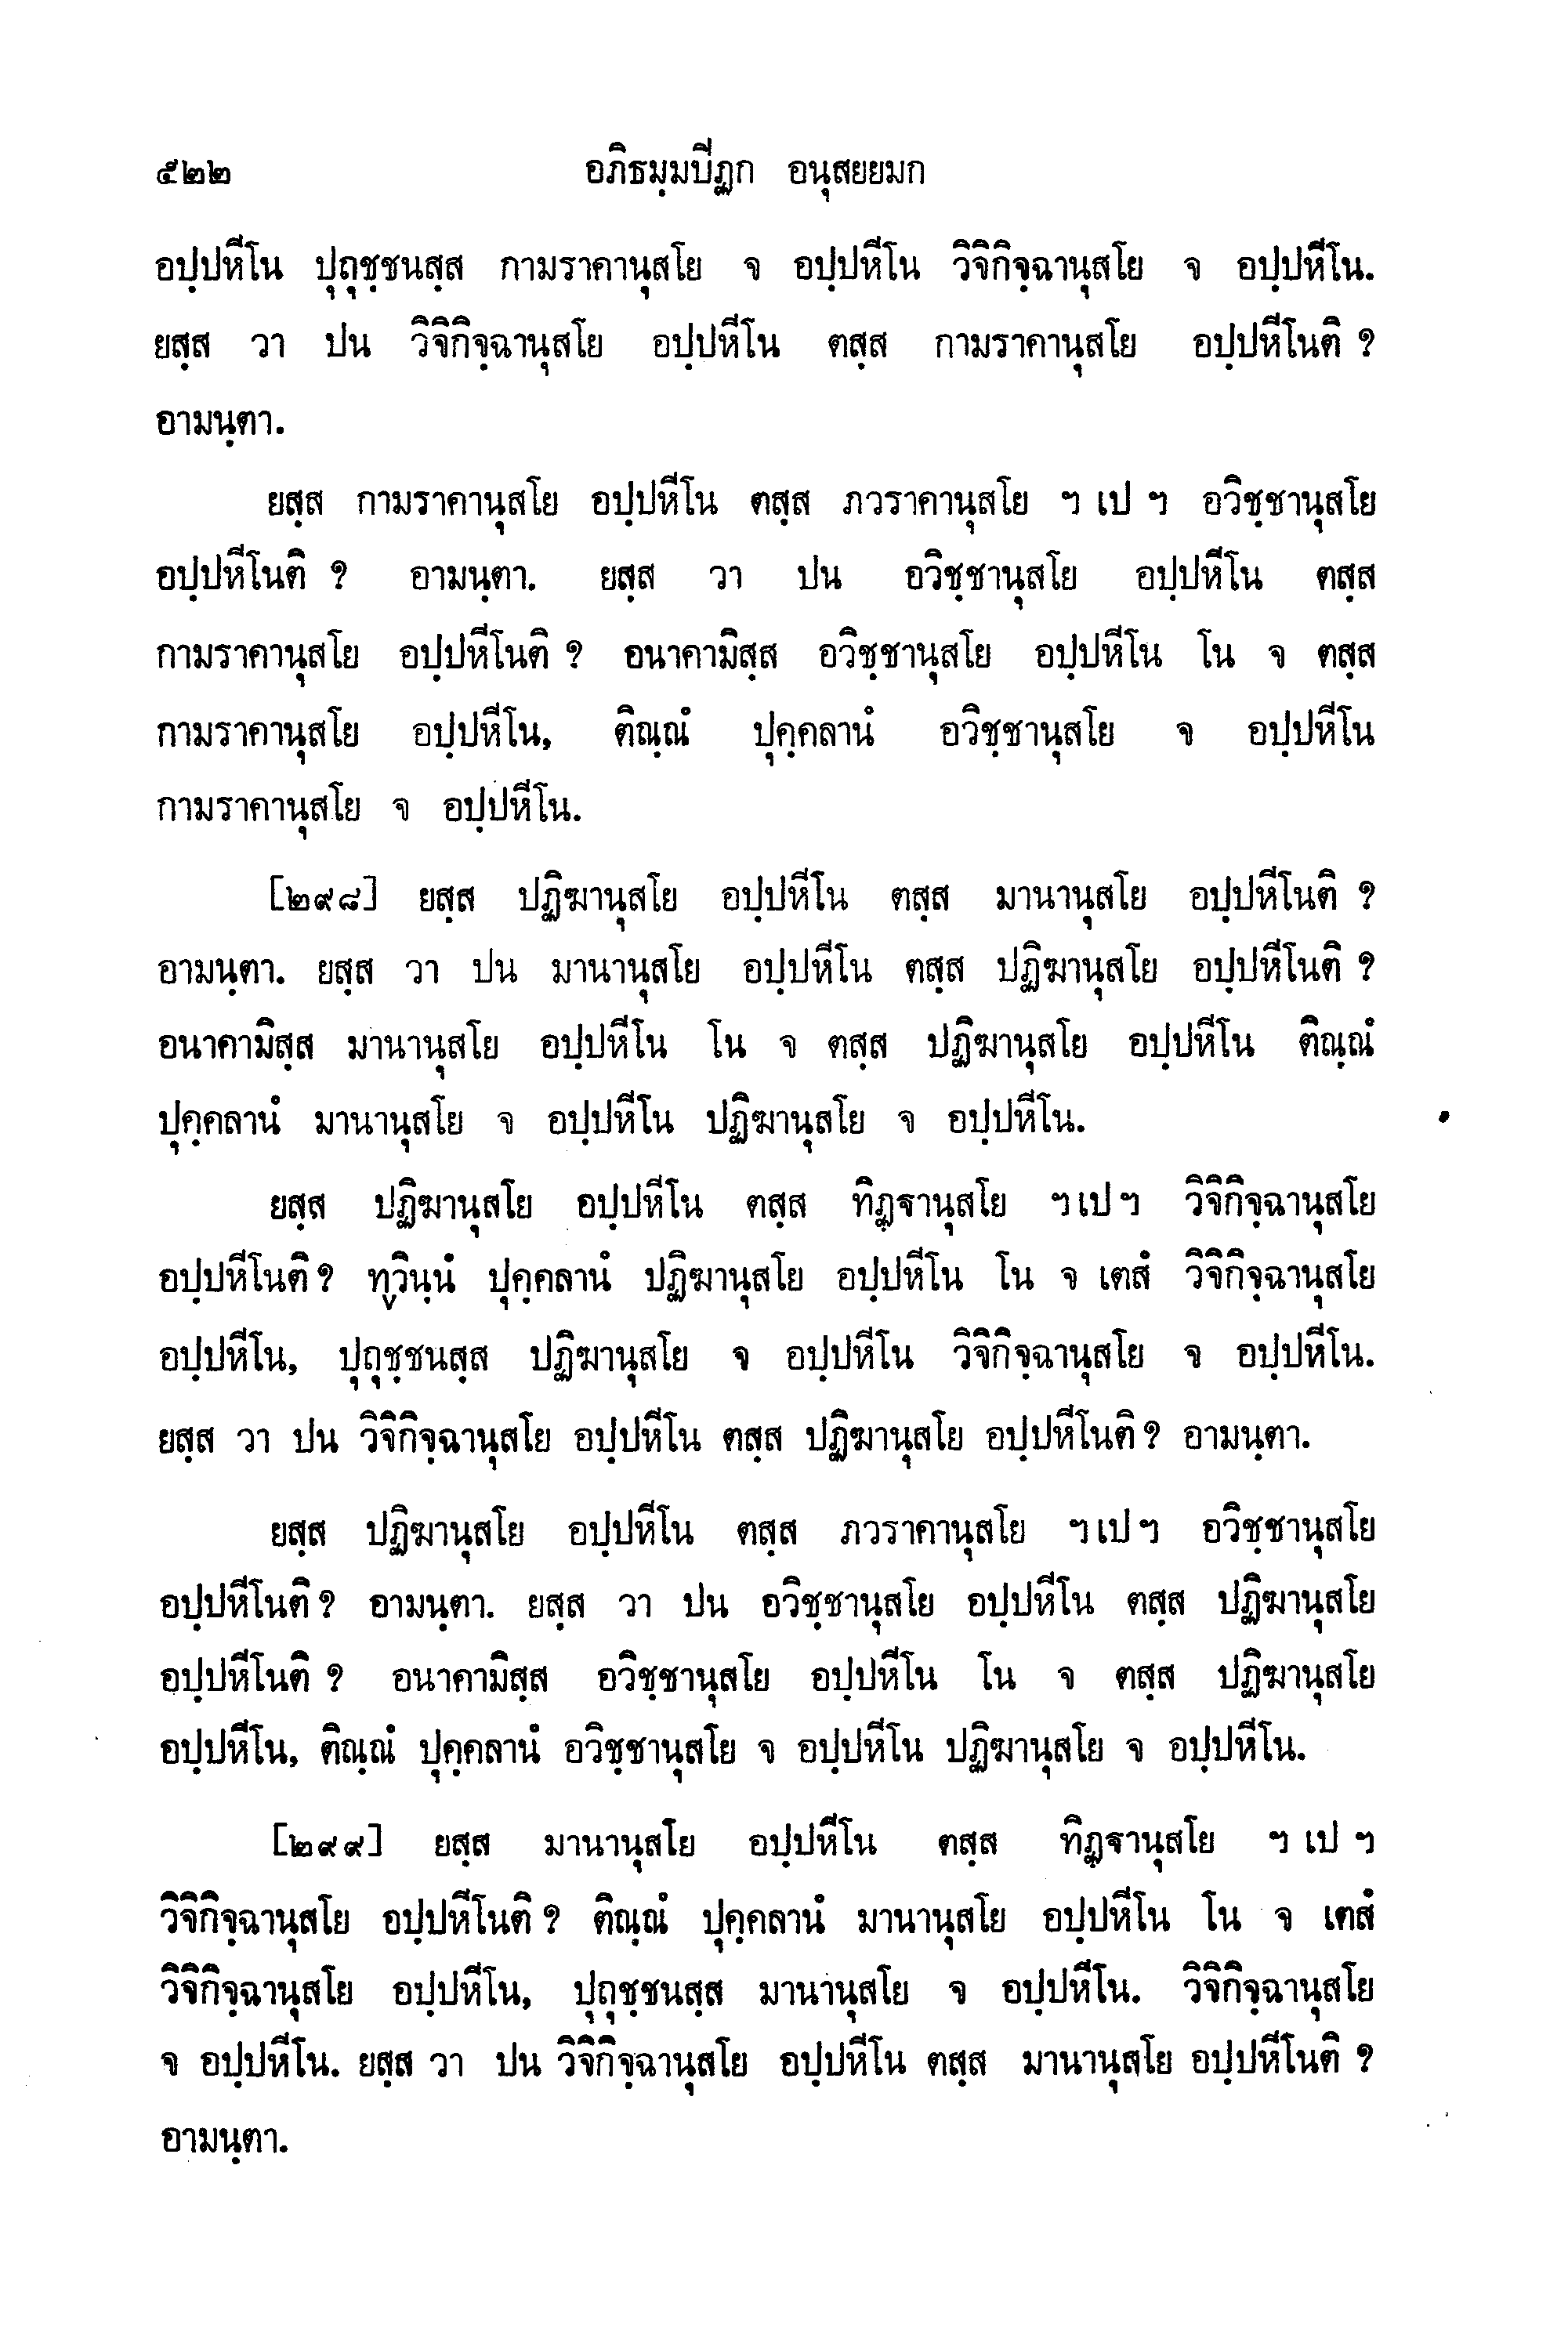 ๕๒๒ อภิธมฺมปีฏก อนุสยยมก
อปฺปหีโน ปุถุชฺชนสฺส กามราคานุสโย จ อปฺปหีโน วิจิกิจฺฉานุสโย จ อปฺปหีโน.
ยสฺส วา ปน วิจิกิจฺฉานุสโย อปฺปหีโน ตสฺส กามราคานุสโย อปฺปหีโนติ ?
อามนฺตา.
ยสฺส กามราคานุสโย อปฺปหีโน ตสฺส ภวราคานุสโย ฯ เป ฯ อวิชฺชานุสโย
อปฺปหีโนติ ? อามนฺตา. ยสฺส วา ปน อวิชฺชานุสโย อปฺปหีโน ตสฺส
กามราคานุสโย อปฺปหีโนติ ? อนาคามิสฺส อวิชฺชานุสโย อปฺปหีโน โน จ ตสฺส
กามราคานุสโย อปฺปหีโน, ติณฺณํ ปุคฺคลานํ อวิชฺชานุสโย จ อปฺปหีโน
กามราคานุสโย จ อปฺปหีโน.
[๒๙๘] ยสฺส ปฏิฆานุสโย อปฺปหีโน ตสฺส มานานุสโย อปฺปหีโนติ ?
อามนฺตา. ยสฺส วา ปน มานานุสโย อปฺปหีโน ตสฺส ปฏิฆานุสโย อปฺปหีโนติ ?
อนาคามิสฺส มานานุสโย อปฺปหีโน โน จ ตสฺส ปฏิฆานุสโย อปฺปหีโน ติณฺณํ
ปุคฺคลานํ มานานุสโย จ อปฺปหีโน ปฏิฆานุสโย จ อปฺปหีโน.
ยสฺส ปฏิฆานุสโย อปฺปหีโน ตสฺส ทิฏฺฐานุสโย ฯ เป ฯ วิจิกิจฺฉานุสโย
อปฺปหีโนติ ? ทฺวินฺนํ ปุคฺคลานํ ปฏิฆานุสโย อปฺปหีโน โน จ เตสํ วิจิกิจฺฉานุสโย
อปฺปหีโน, ปุถุชฺชนสฺส ปฏิฆานุสโย จ อปฺปหีโน วิจิกิจฺฉานุสโย จ อปฺปหีโน.
ยสฺส วา ปน วิจิกิจฺฉานุสโย อปฺปหีโน ตสฺส ปฏิฆานุสโย อปฺปหีโนติ ? อามนฺตา.
ยสฺส ปฏิฆานุสโย อปฺปหีโน ตสฺส ภวราคานุสโย ฯ เป ฯ อวิชฺชานุสโย
อปฺปหีโนติ ? อามนฺตา. ยสฺส วา ปน อวิชฺชานุสโย อปฺปหีโน ตสฺส ปฏิฆานุสโย
อปฺปหีโนติ ? อนาคามิสฺส อวิชฺชานุสโย อปฺปหีโน โน จ ตสฺส ปฏิฆานุสโย
อปฺปหีโน, ติณฺณํ ปุคฺคลานํ อวิชฺชานุสโย จ อปฺปหีโน ปฏิฆานุสโย จ อปฺปหีโน.
[๒๙๙] ยสฺส มานานุสโย อปฺปหีโน ตสฺส ทิฏฺฐานุสโย ฯ เป ฯ
วิจิกิจฺฉานุสโย อปฺปหีโนติ ? ติณฺณํ ปุคฺคลานํ มานานุสโย อปฺปหีโน โน จ เตสํ
วิจิกิจฺฉานุสโย อปฺปหีโน, ปุถุชฺชนสฺส มานานุสโย จ อปฺปหีโน. วิจิกิจฺฉานุสโย
จ อปฺปหีโน. ยสฺส วา ปน วิจิกิจฺฉานุสโย อปฺปหีโน ตสฺส มานานุสโย อปฺปหีโนติ ?
อามนฺตา.